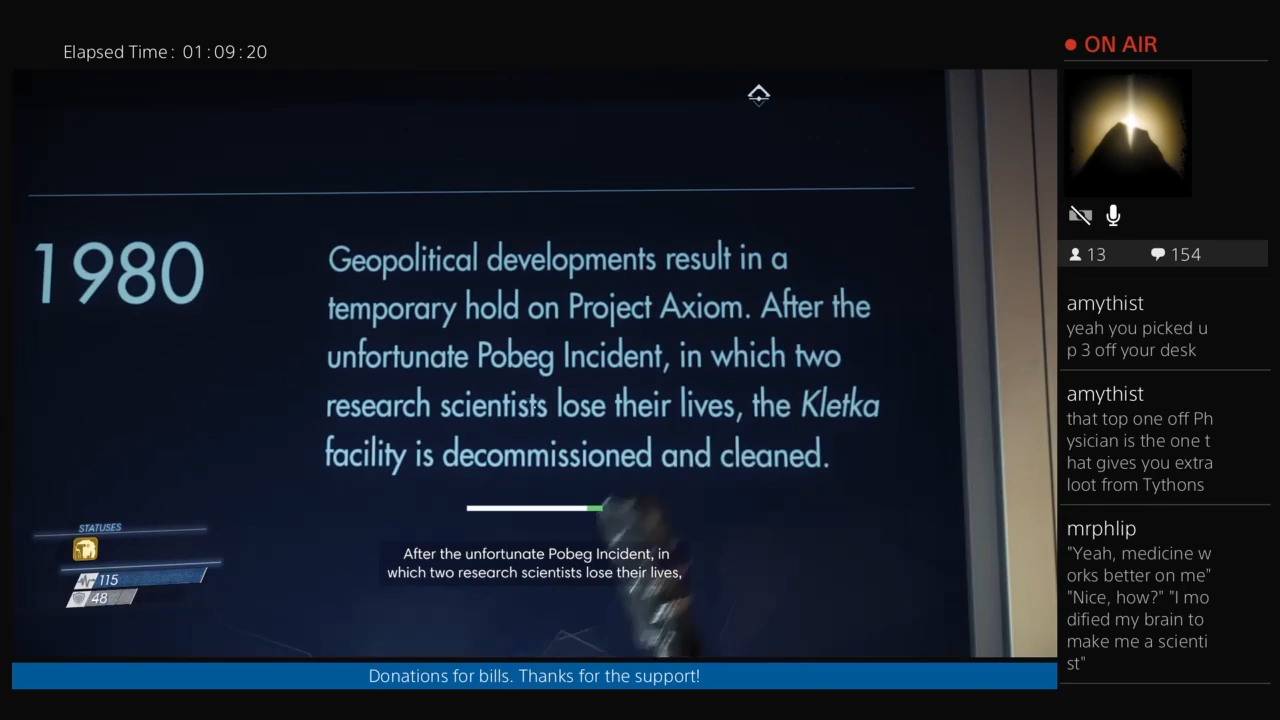 Elapsed Time: 01:09:20
ON AIR
13
154
1980
Geopolitical developments result in a
temporary hold on Project Axiom. After the
unfortunate Pobeg Incident, in which two
research scientists lose their lives, the Kletka
facility is decommissioned and cleaned.
STATUSES
115
48
After the unfortunate Pobeg Incident, in
which two research scientists lose their lives,
Donations for bills. Thanks for the support!
amythist
yeah you picked u
p 3 off your desk
amythist
that top one off Ph
ysician is the one t
hat gives you extra
loot from Tythons
mrphlip
"Yeah, medicine w
orks better on me"
"Nice, how?" "I mo
dified my brain to
make me a scienti
st"